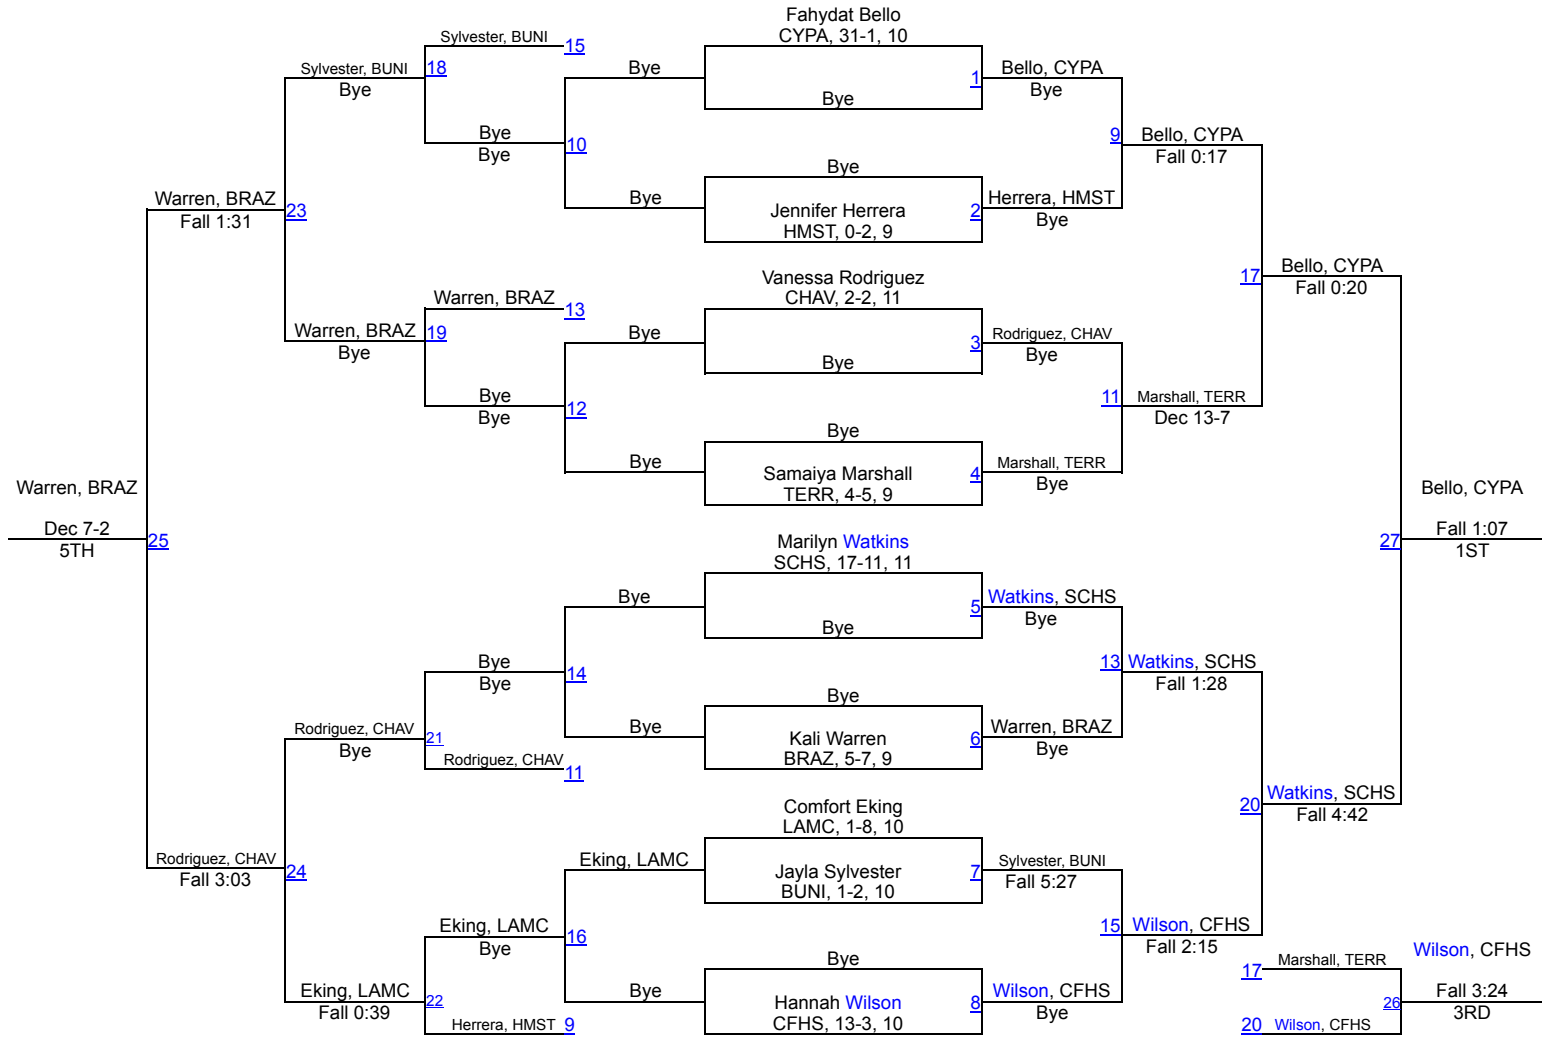 Fahydat Bello
CYPA, 31-1, 10
Sylvester, BUNI
15
Sylvester, BUNI
18
Bye
Bye
1
Bello, CYPA
Bye
Bye
Bye
Bye
10
9
Bello, CYPA
Fall 0:17
Bye
Bye
Warren, BRAZ
Fall 1:31
23
Bye
Jennifer Herrera
HMST, 0-2, 9
2
Herrera, HMST
Bye
Vanessa Rodriguez
CHAV, 2-2, 11
17
Bello, CYPA
Fall 0:20
Warren, BRAZ
13
Warren, BRAZ
19
Bye
Bye
3
Rodriguez, CHAV
Bye
Bye
Bye
Bye
12
11
Marshall, TERR
Dec 13-7
Bye
Bye
Samaiya Marshall
TERR, 4-5, 9
4
Marshall, TERR
Bye
Warren, BRAZ
Dec 7-2
5TH
25
Bello, CYPA
Fall 1:07
1ST
27
Marilyn Watkins
SCHS, 17-11, 11
Bye
5
Watkins, SCHS
Bye
Bye
Bye
Bye
14
13
Watkins, SCHS
Fall 1:28
Bye
Rodriguez, CHAV
Bye
21
Bye
Kali Warren
BRAZ, 5-7, 9
6
Warren, BRAZ
Bye
Rodriguez, CHAV
11
20
Watkins, SCHS
Fall 4:42
Comfort Eking
LAMC, 1-8, 10
Rodriguez, CHAV
Fall 3:03
24
Eking, LAMC
Jayla Sylvester
BUNI, 1-2, 10
7
Sylvester, BUNI
Fall 5:27
Eking, LAMC
Bye
16
15
Wilson, CFHS
Fall 2:15
Bye
Eking, LAMC
Fall 0:39
22
Bye
Hannah Wilson
CFHS, 13-3, 10
8
Wilson, CFHS
Bye
Herrera, HMST
9
17
Marshall, TERR
Wilson, CFHS
26
Fall 3:24
3RD
20
Wilson, CFHS